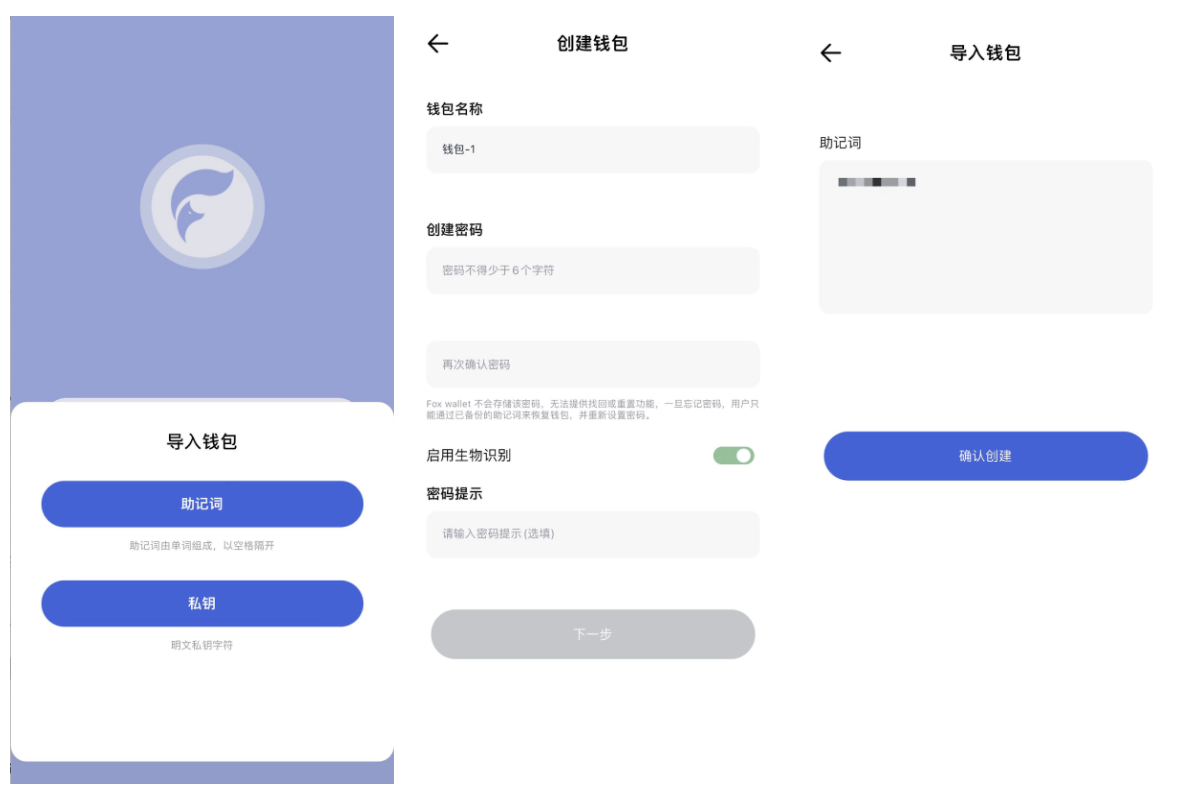 导入钱包
助记词
助记词由单词组成，以空格隔开
私钥
明文私钥字符
创建钱包
钱包名称
钱包-1
创建密码
密码不得少于6个字符
再次确认密码
Fox wallet 不会存储该密码，无法提供找回或重置功能，一旦忘记密码，用户只
能通过已备份的助记词来恢复钱包，并重新设置密码。
启用生物识别
密码提示
请输入密码提示(选填)
下一步
导入钱包
助记词
确认创建